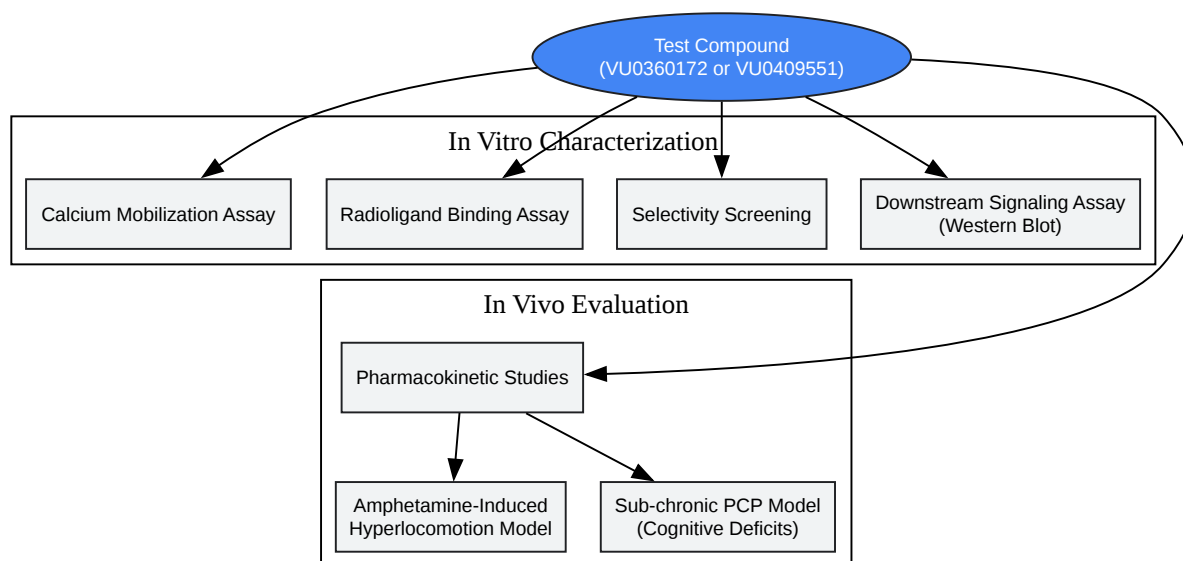 Test Compound
(VU0360172 or VU0409551)
In Vitro Characterization
Calcium Mobilization Assay
Radioligand Binding Assay
Selectivity Screening
Downstream Signaling Assay
(Western Blot)
In Vivo Evaluation
Pharmacokinetic Studies
Amphetamine-Induced
Hyperlocomotion Model
Sub-chronic PCP Model
(Cognitive Deficits)